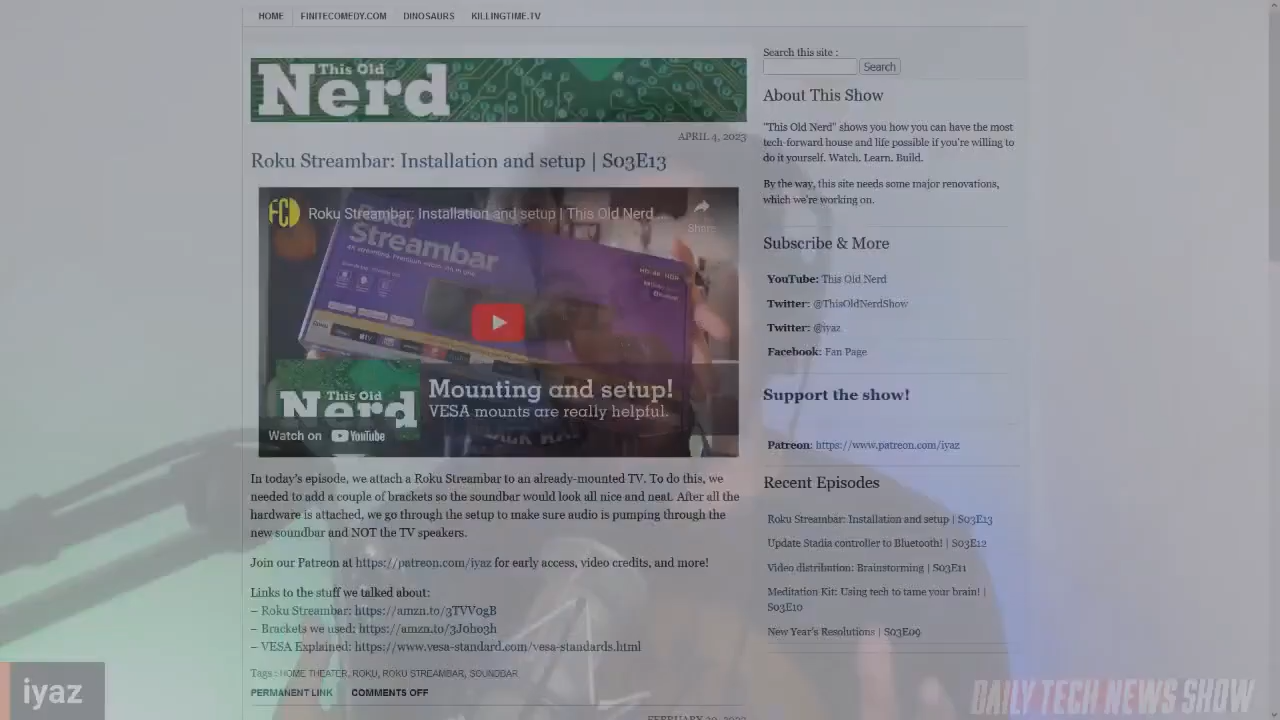 HOME FINITECOMEDY.COM DINOSAURS KILLINGTIME.TV
This Old
Nerd
APRIL 4, 2023
Roku Streambar: Installation and setup | S03E13
FCL Roku Streambar: Installation and setup | This Old Nerd ...
Share
Roku
Streambar
HD·4K·HDR
This Old
Nerd
Mounting and setup!
VESA mounts are really helpful.
Watch on YouTube
In today's episode, we attach a Roku Streambar to an already-mounted TV. To do this, we
needed to add a couple of brackets so the soundbar would look all nice and neat. After all the
hardware is attached, we go through the setup to make sure audio is pumping through the
new soundbar and NOT the TV speakers.
Join our Patreon at https://patreon.com/iyaz for early access, video credits, and more!
Links to the stuff we talked about:
– Roku Streambar: https://amzn.to/3TVV0gB
– Brackets we used: https://amzn.to/3J0ho3h
– VESA Explained: https://www.vesa-standard.com/vesa-standards.html
Tags : HOME THEATER, ROKU, ROKU STREAMBAR, SOUNDBAR
PERMANENT LINK COMMENTS OFF
Search this site :
Search
About This Show
"This Old Nerd" shows you how you can have the most
tech-forward house and life possible if you're willing to
do it yourself. Watch. Learn. Build.
By the way, this site needs some major renovations,
which we're working on.
Subscribe & More
YouTube: This Old Nerd
Twitter: @ThisOldNerdShow
Twitter: @iyaz
Facebook: Fan Page
Support the show!
Patreon: https://www.patreon.com/iyaz
Recent Episodes
Roku Streambar: Installation and setup | S03E13
Update Stadia controller to Bluetooth! | S03E12
Video distribution: Brainstorming | S03E11
Meditation Kit: Using tech to tame your brain! |
S03E10
New Year's Resolutions | S03E09
iyaz
DAILY TECH NEWS SHOW